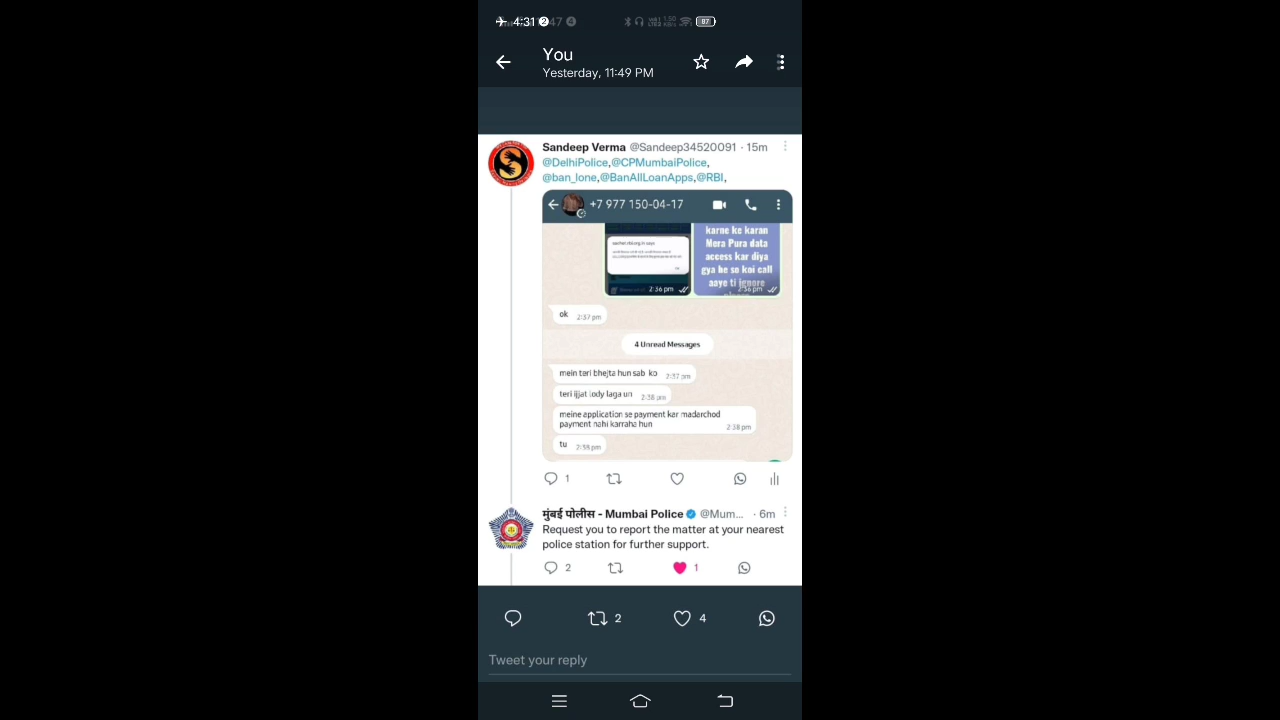 4:31
87
You
Yesterday, 11:49 PM
Sandeep Verma @Sandeep34520091 · 15m
@DelhiPolice,@CPMumbaiPolice,
@ban_lone,@BanAllLoanApps,@RBI,
+7 977 150-04-17
karne ke karan
Mera Pura data
access kar diya
gya he so koi call
aaye ti ignore
2:36 pm
2:36 pm
ok 2:37 pm
4 Unread Messages
mein teri bhejta hun sab ko 2:37 pm
teri ijjat lody laga un 2:38 pm
meine application se payment kar madarchod
payment nahi karraha hun 2:38 pm
tu 2:38 pm
1
मुंबई पोलीस - Mumbai Police @Mum... · 6m
Request you to report the matter at your nearest
police station for further support.
2 1
2 4
Tweet your reply